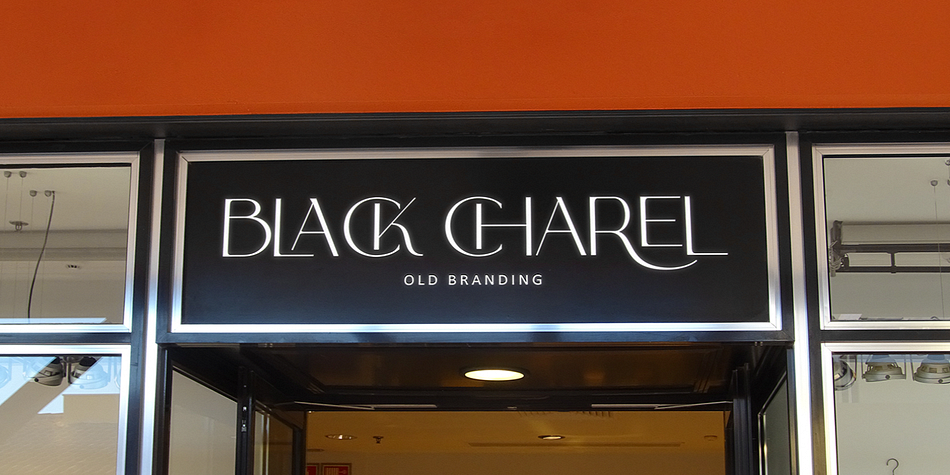 BLACK CHAREL
OLD BRANDING